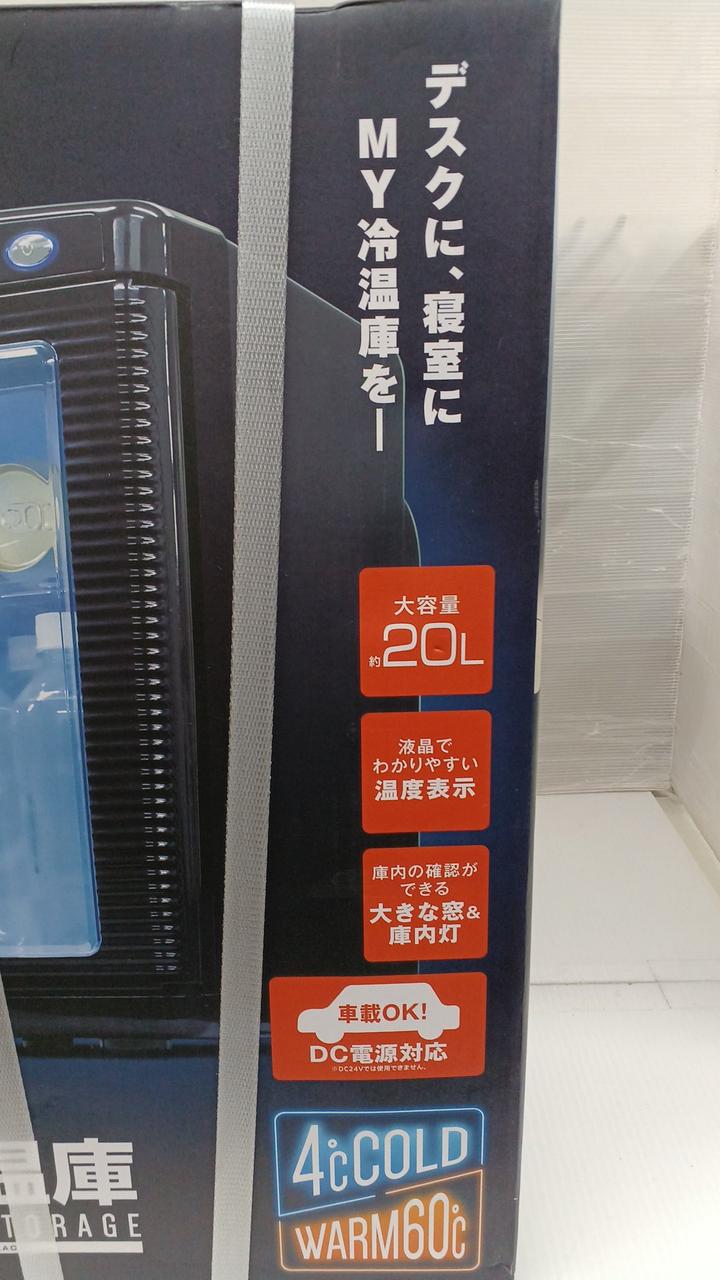 デスクに、寝室に
MY冷温庫を―
大容量
約20L
液晶で
わかりやすい
温度表示
庫内の確認が
できる
大きな窓&
庫内灯
車載OK!
DC電源対応
※DC24Vでは使用できません。
4℃COLD
WARM60℃
温庫
TORAGE